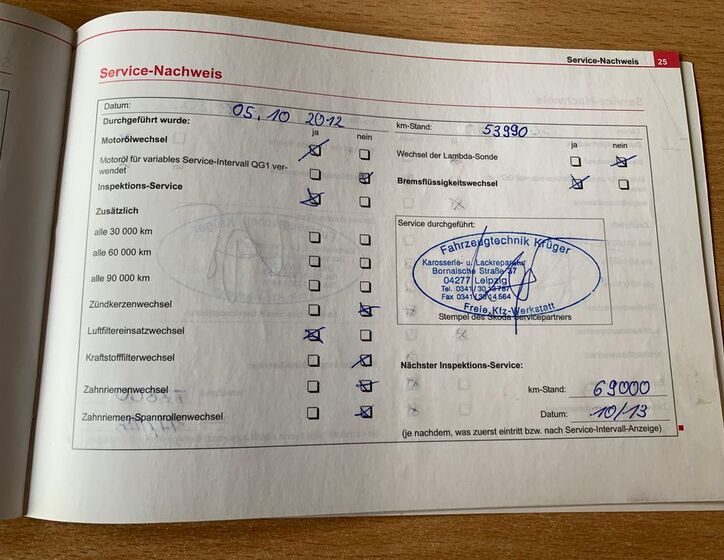 Service-Nachweis 25
Service-Nachweis
Datum: 05.10 2012
Durchgeführt wurde: ja nein
Motorölwechsel
Motoröl für variables Service-Intervall QG1 ver-
wendet
Inspektions-Service
Zusätzlich
alle 30 000 km
alle 60 000 km
alle 90 000 km
Zündkerzenwechsel
Luftfiltereinsatzwechsel
Kraftstofffilterwechsel
Zahnriemenwechsel
Zahnriemen-Spannrollenwechsel
km-Stand: 53990
ja nein
Wechsel der Lambda-Sonde
Bremsflüssigkeitswechsel
Service durchgeführt:
Fahrzeugtechnik Krüger
Karosserie- u. Lackreparatur
Bornaische Straße 37
04277 Leipzig
Tel. 0341/30
Fax 0341/30 14 564
Freie Kfz-Werkstatt
Stempel des Skoda Servicepartners
Nächster Inspektions-Service:
km-Stand: 69000
Datum: 10/13
(je nachdem, was zuerst eintritt bzw. nach Service-Intervall-Anzeige)